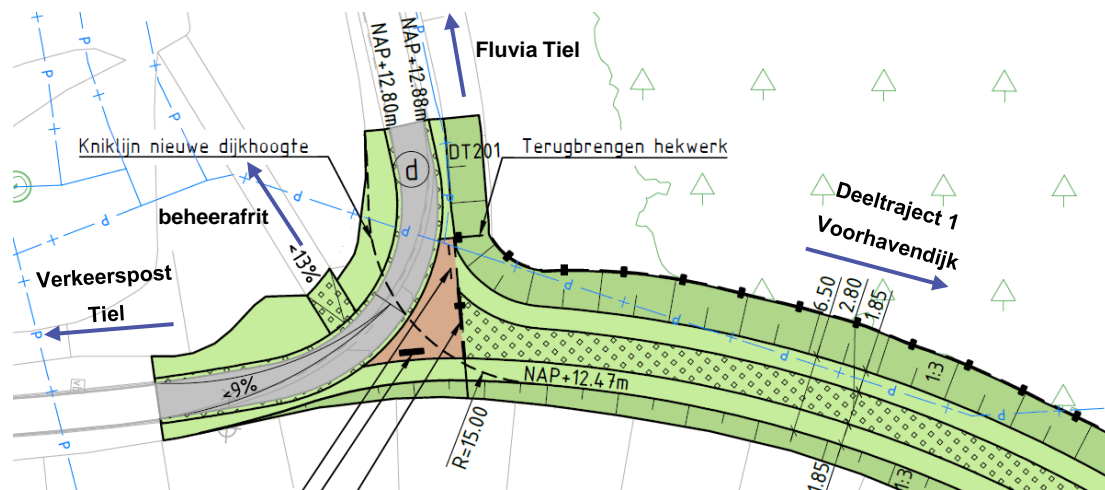 NAP+12.80m
NAP+12.88m
Fluvia Tiel
Kniklijn nieuwe dijkhoogte
DT201
Terugbrengen hekwerk
d
beheerafrit
≤13%
Verkeerspost
Tiel
Deeltraject 1
Voorhavendijk
6.50
2.80
1.85
1:3
≤9%
NAP+12.47m
R=15.00
1.85
1:3